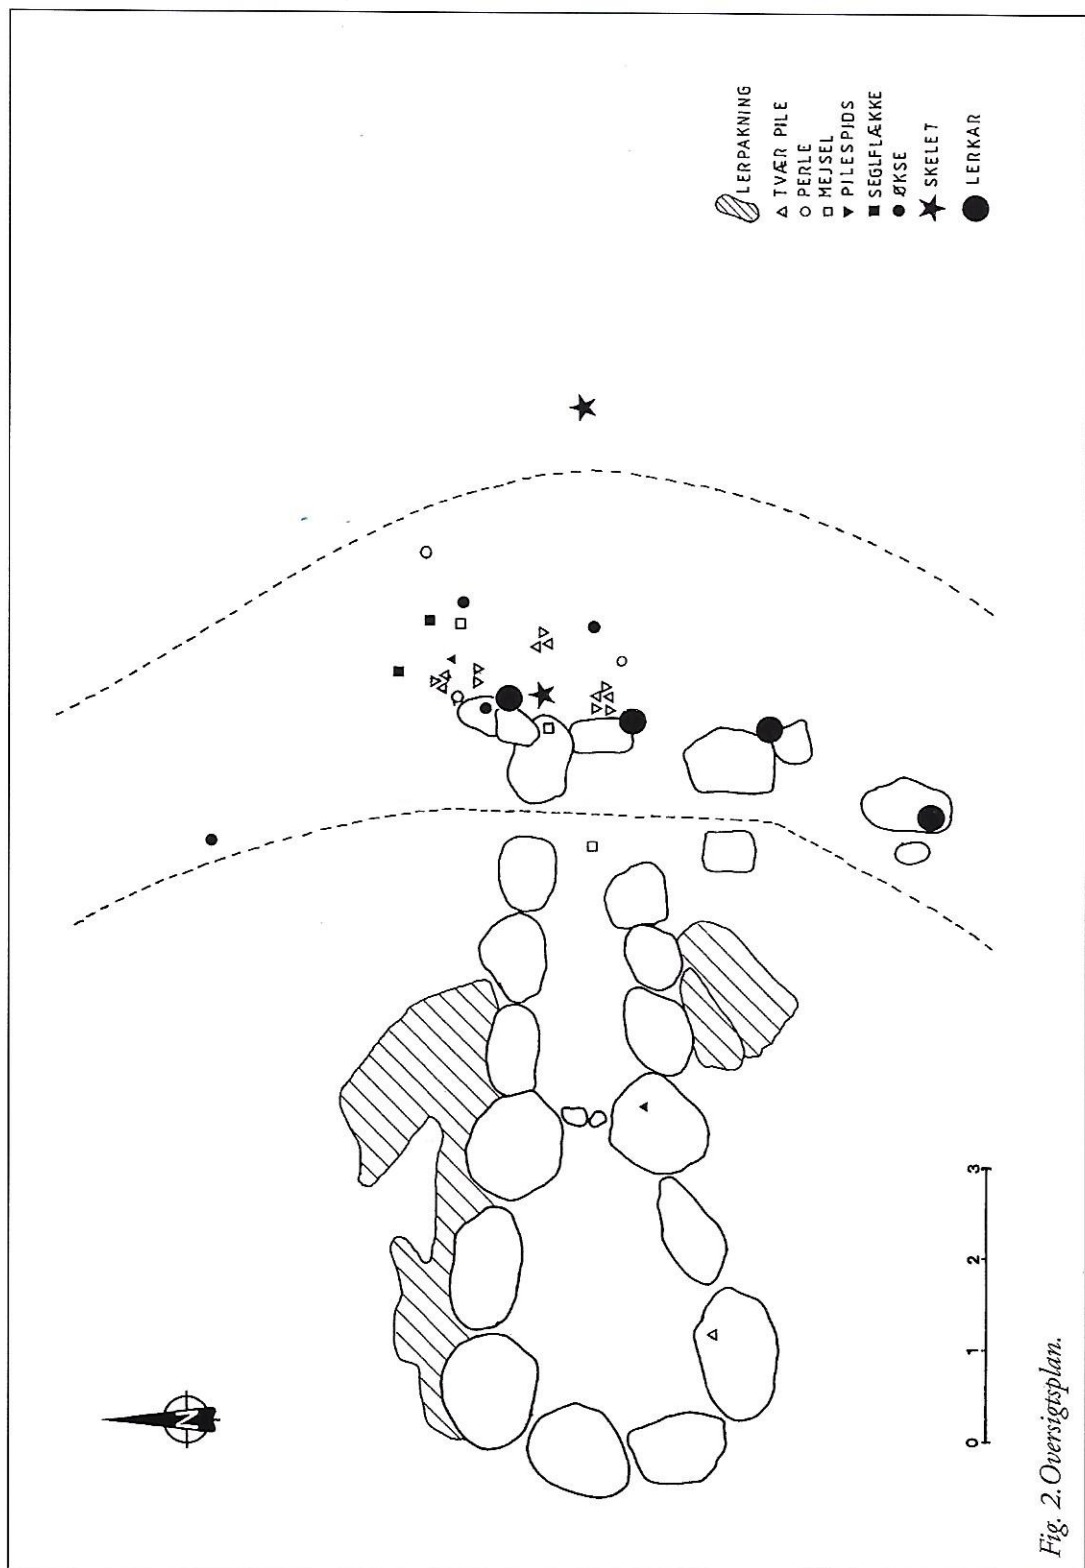 N
LERPAKNING
TVÆR PILE
PERLE
MEJSEL
PILESPIDS
SEGLFLÆKKE
ØKSE
SKELET
LERKAR
0 1 2 3
Fig. 2. Oversigtsplan.